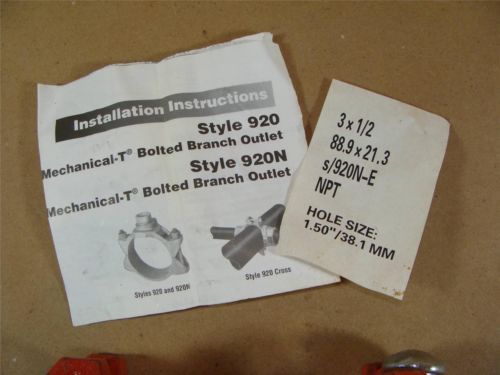 Installation Instructions
Style 920
Mechanical-T® Bolted Branch Outlet
Style 920N
Mechanical-T® Bolted Branch Outlet
Styles 920 and 920N
Style 920 Cross
3 x 1/2
88.9 x 21.3
s/920N-E
NPT
HOLE SIZE:
1.50"/38.1 MM